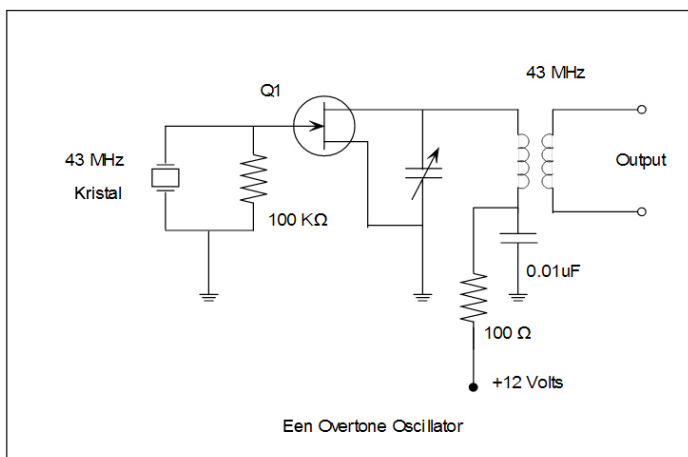 43 MHz
Q1
43 MHz
Kristal
Output
100 KΩ
0.01uF
100 Ω
+12 Volts
Een Overtone Oscillator